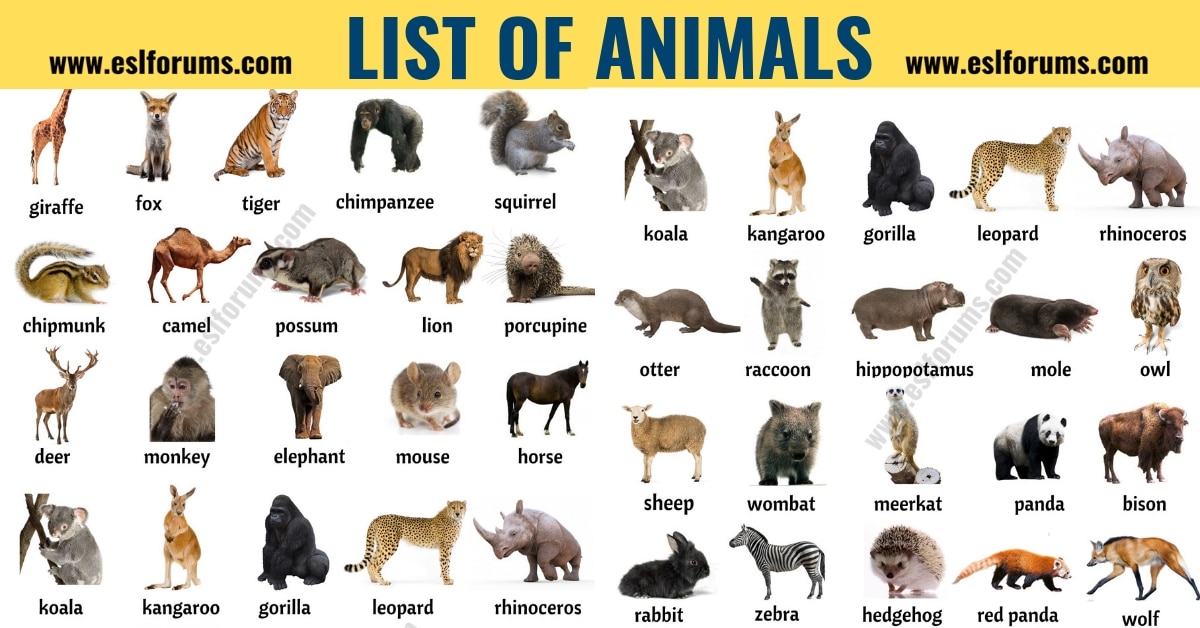 www.eslforums.com
LIST OF ANIMALS
www.eslforums.com
giraffe fox tiger chimpanzee squirrel
chipmunk camel possum lion porcupine
deer monkey elephant mouse horse
koala kangaroo gorilla leopard rhinoceros
koala kangaroo gorilla leopard rhinoceros
otter raccoon hippopotamus mole owl
sheep wombat meerkat panda bison
rabbit zebra hedgehog red panda wolf
www.eslforums.com
www.eslforums.com